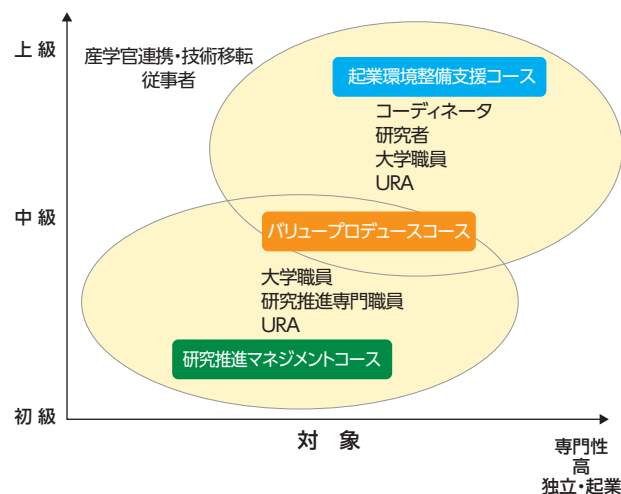 上級
産学官連携・技術移転
従事者
起業環境整備支援コース
コーディネータ
研究者
大学職員
URA
中級
バリュープロデュースコース
大学職員
研究推進専門職員
URA
研究推進マネジメントコース
初級
対象
専門性
高
独立・起業